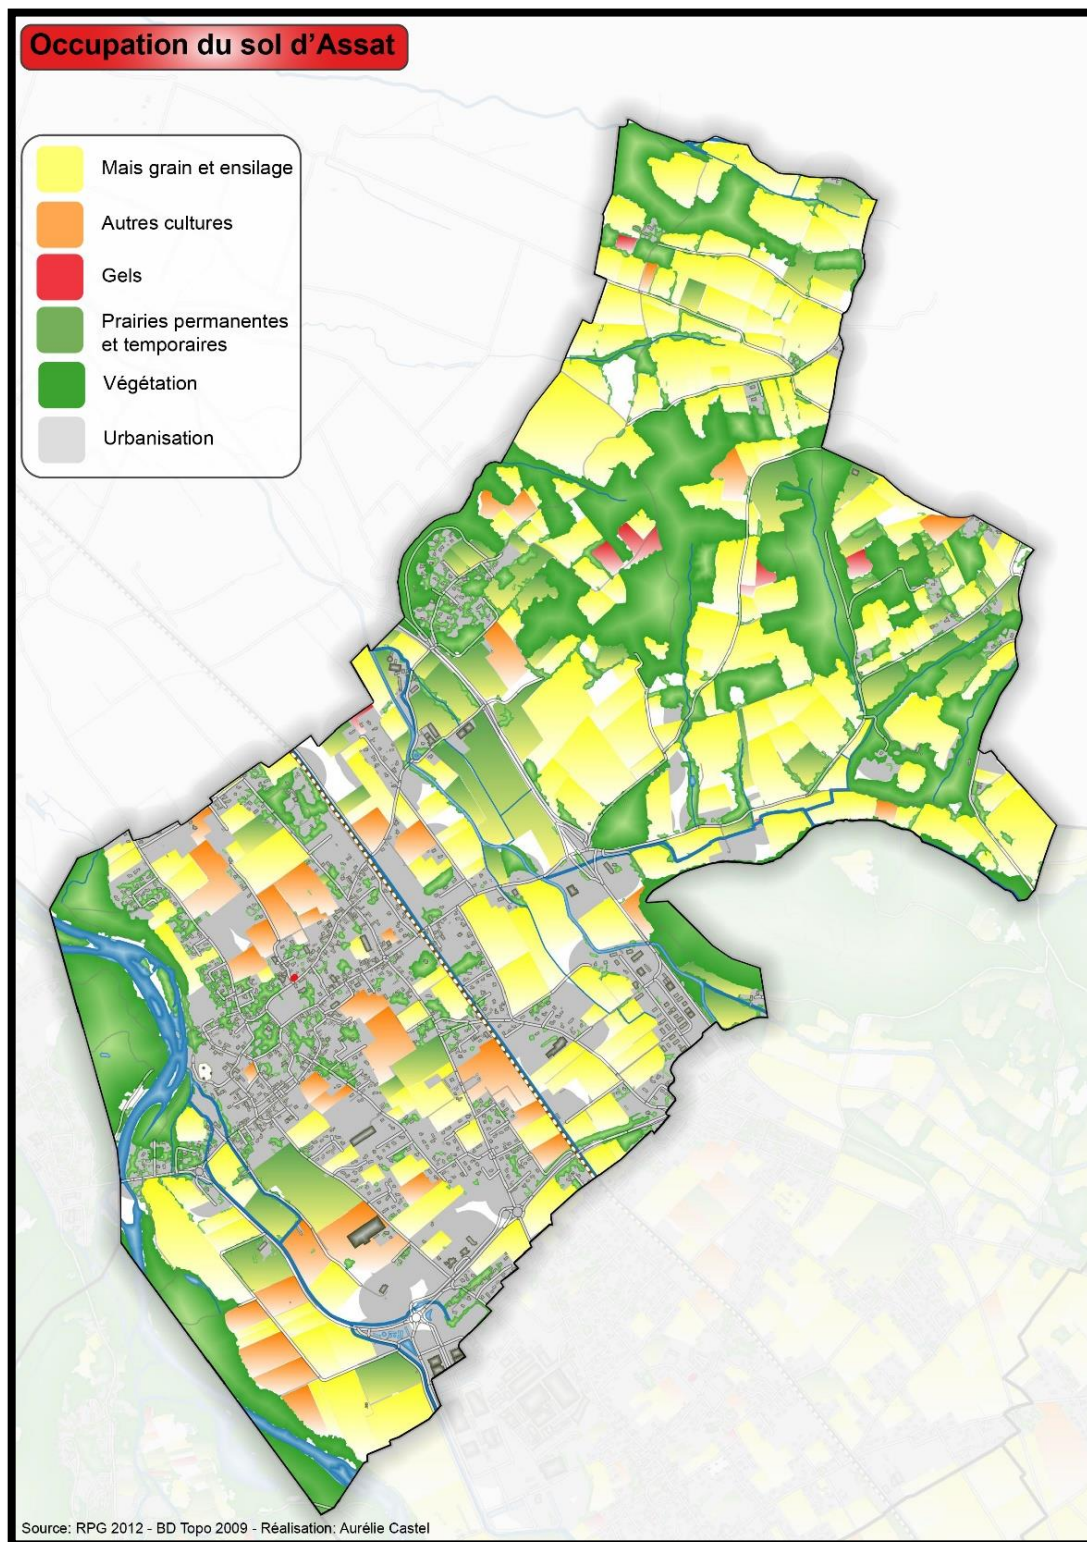 Occupation du sol d'Assat
Mais grain et ensilage
Autres cultures
Gels
Prairies permanentes
et temporaires
Végétation
Urbanisation
Source: RPG 2012 - BD Topo 2009 - Réalisation: Aurélie Castel